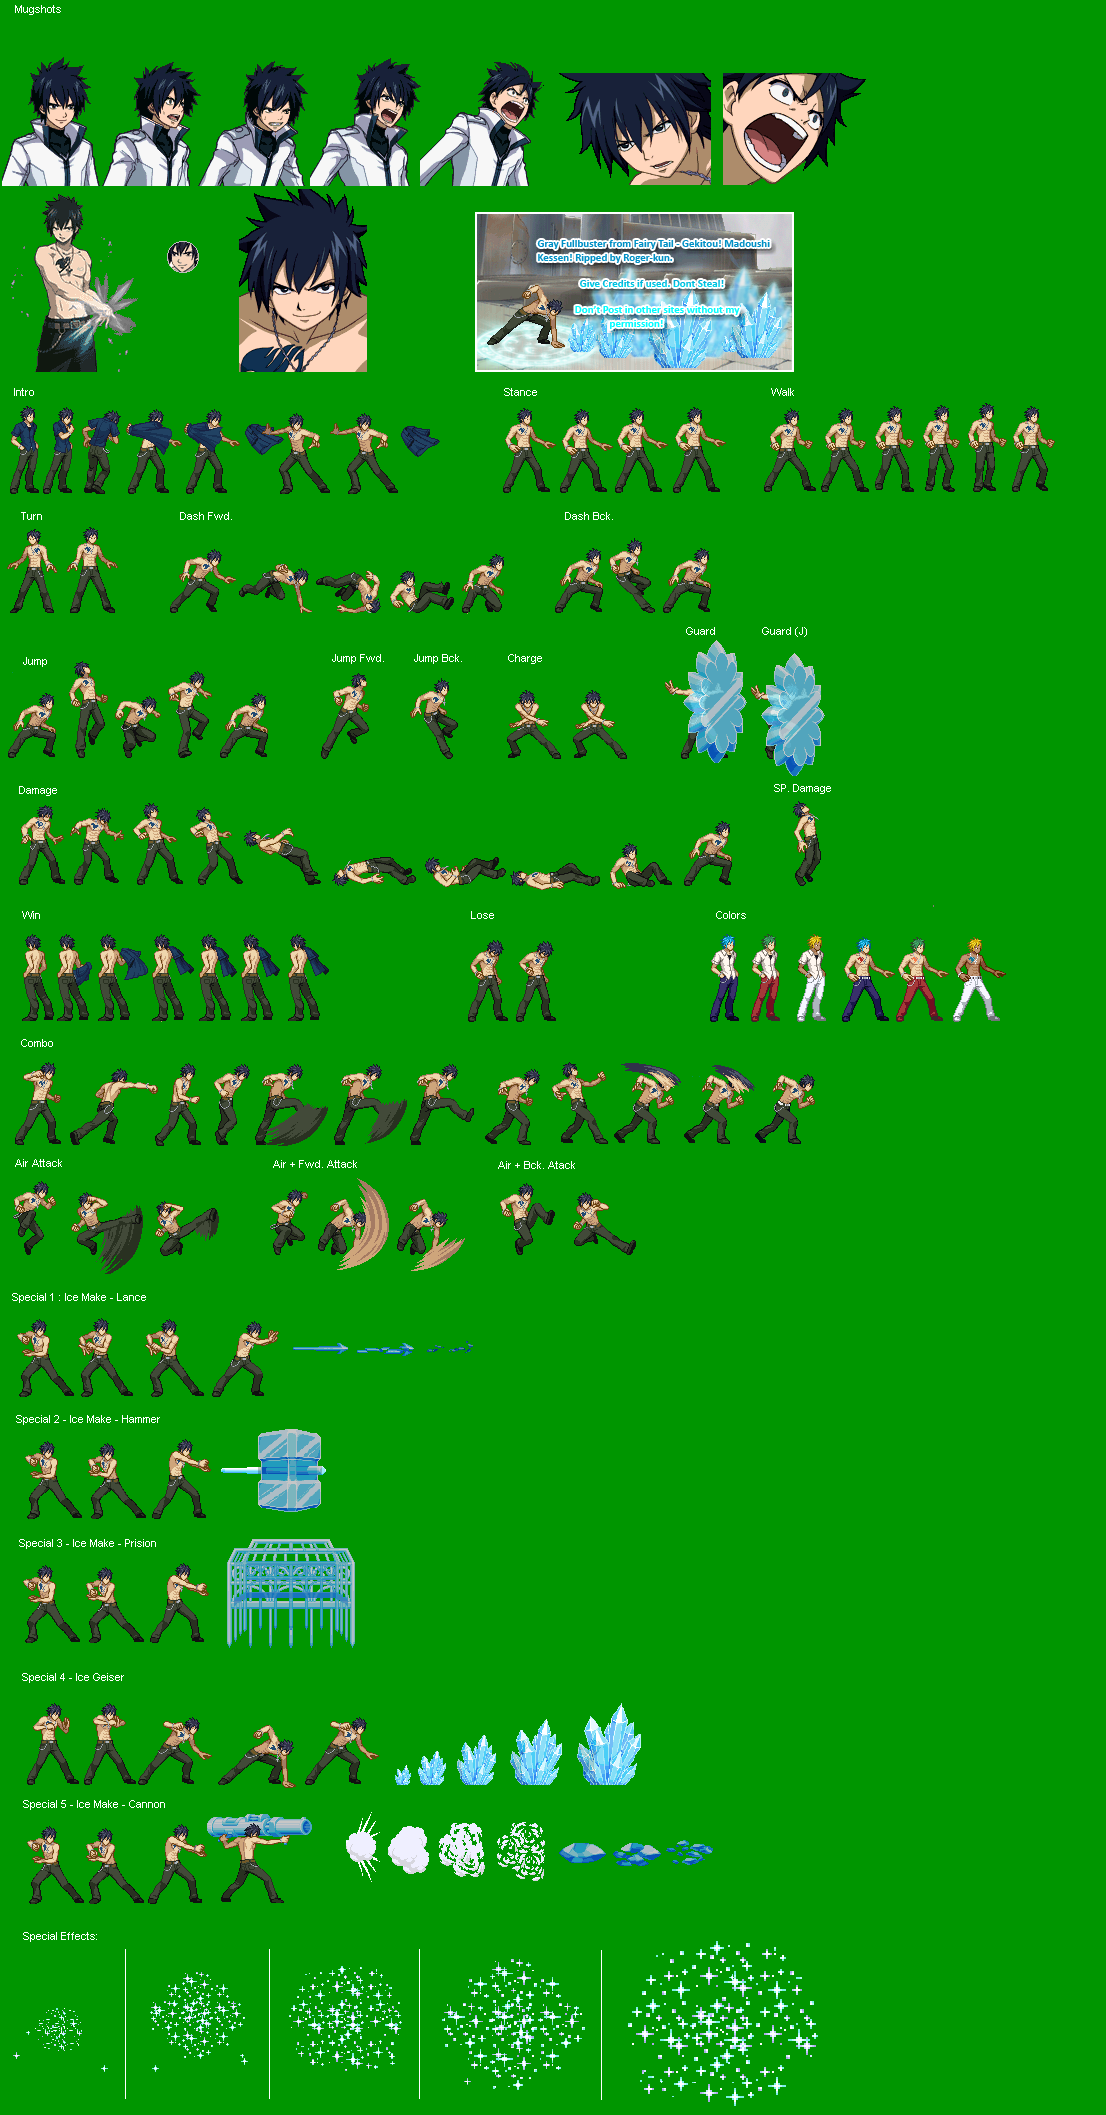 Mugshots
Gray Fullbuster from Fairy Tail - Gekitou! Madoushi
Kessen! Ripped by Roger-kun.
Give Credits if used. Dont Steal!
Don't Post in other sites without my
permission!
Intro
Stance
Walk
Turn
Dash Fwd.
Dash Bck.
Guard
Guard (J)
Jump
Jump Fwd.
Jump Bck.
Charge
Damage
SP. Damage
Win
Lose
Colors
Combo
Air Attack
Air + Fwd. Attack
Air + Bck. Atack
Special 1 : Ice Make - Lance
Special 2 - Ice Make - Hammer
Special 3 - Ice Make - Prision
Special 4 - Ice Geiser
Special 5 - Ice Make - Cannon
Special Effects: